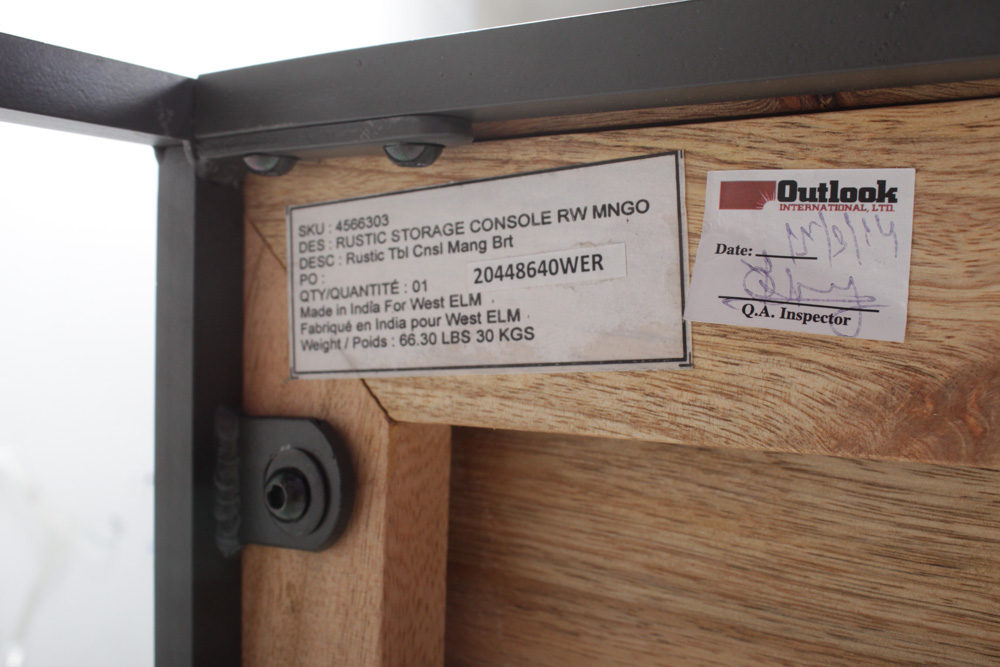 SKU : 4566303
DES : RUSTIC STORAGE CONSOLE RW MNGO
DESC : Rustic Tbl Cnsl Mang Brt
PO : 20448640WER
QTY/QUANTITÉ : 01
Made in India For West ELM
Fabriqué en India pour West ELM
Weight / Poids : 66.30 LBS 30 KGS
Outlook
INTERNATIONAL, LTD.
Date:
Q.A. Inspector